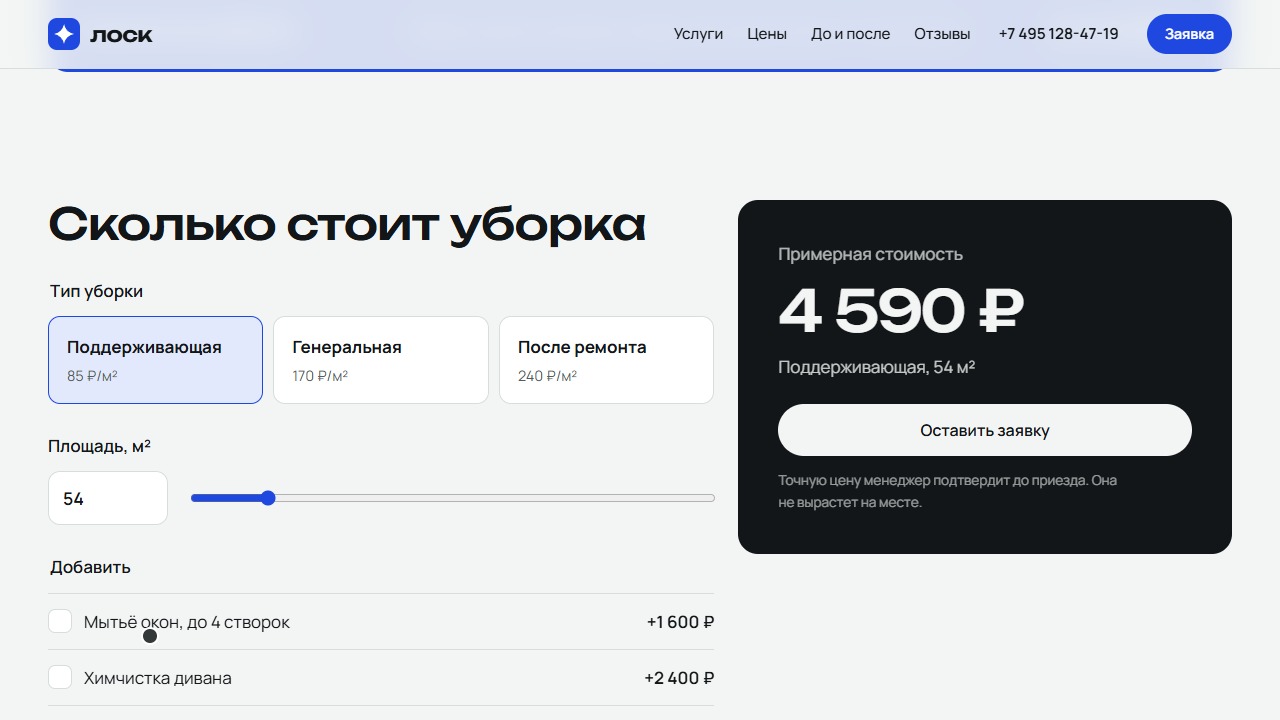 лоск
Услуги
Цены
До и после
Отзывы
+7 495 128-47-19
Заявка
Сколько стоит уборка
Тип уборки
Поддерживающая
85 ₽/м²
Генеральная
170 ₽/м²
После ремонта
240 ₽/м²
Площадь, м²
54
Добавить
Мытьё окон, до 4 створок
+1 600 ₽
Химчистка дивана
+2 400 ₽
Примерная стоимость
4 590 ₽
Поддерживающая, 54 м²
Оставить заявку
Точную цену менеджер подтвердит до приезда. Она
не вырастет на месте.